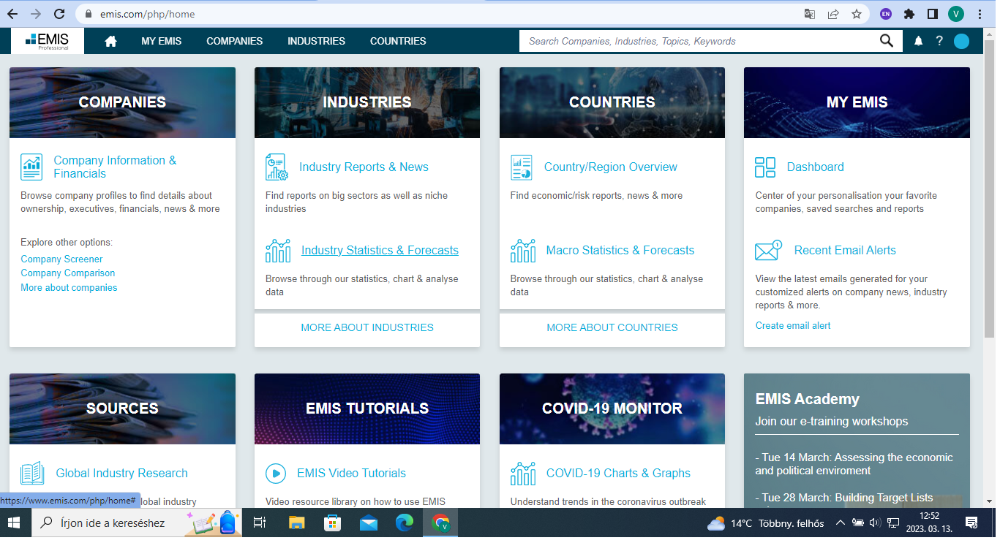 emis.com/php/home
EN
V
EMIS
Professional
MY EMIS
COMPANIES
INDUSTRIES
COUNTRIES
Search Companies, Industries, Topics, Keywords
?
COMPANIES
Company Information &
Financials
Browse company profiles to find details about
ownership, executives, financials, news & more
Explore other options:
Company Screener
Company Comparison
More about companies
INDUSTRIES
Industry Reports & News
Find reports on big sectors as well as niche
industries
Industry Statistics & Forecasts
Browse through our statistics, chart & analyse
data
MORE ABOUT INDUSTRIES
COUNTRIES
Country/Region Overview
Find economic/risk reports, news & more
Macro Statistics & Forecasts
Browse through our statistics, chart & analyse
data
MORE ABOUT COUNTRIES
MY EMIS
Dashboard
Center of your personalisation your favorite
companies, saved searches and reports
1
Recent Email Alerts
View the latest emails generated for your
customized alerts on company news, industry
reports & more.
Create email alert
SOURCES
Global Industry Research
lobal industry
EMIS TUTORIALS
EMIS Video Tutorials
Video resource library on how to use EMIS
COVID-19 MONITOR
COVID-19 Charts & Graphs
Understand trends in the coronavirus outbreak
EMIS Academy
Join our e-training workshops
- Tue 14 March: Assessing the economic
and political enviroment
- Tue 28 March: Building Target Lists
https://www.emis.com/php/home#
Írjon ide a kereséshez
V
14°C Többny. felhős
12:52
2023. 03. 13.